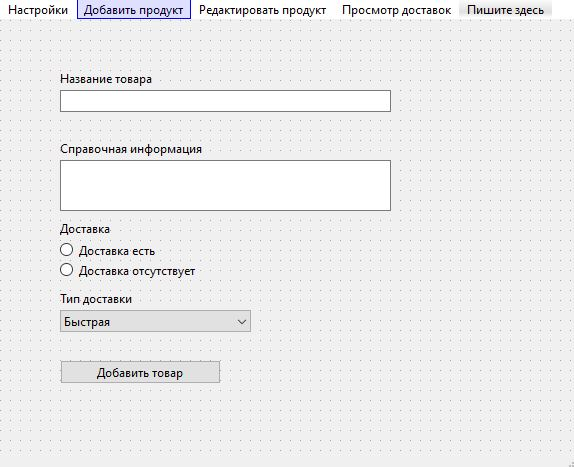 Настройки Добавить продукт Редактировать продукт Просмотр доставок Пишите здесь
Название товара
Справочная информация
Доставка
Доставка есть
Доставка отсутствует
Тип доставки
Быстрая
Добавить товар